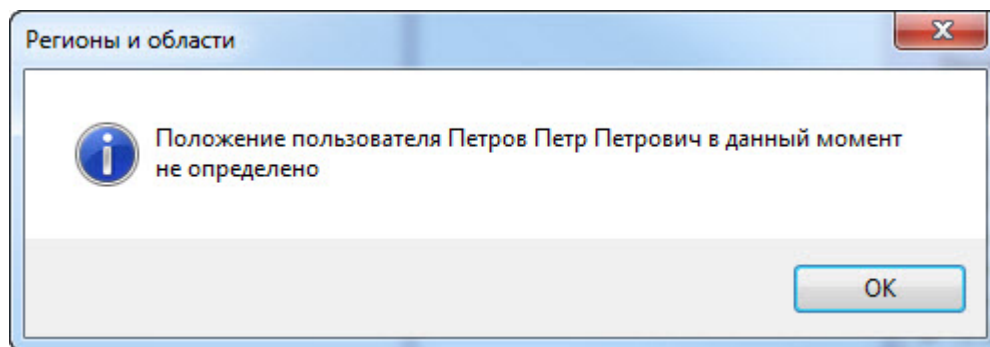 Регионы и области
Положение пользователя Петров Петр Петрович в данный момент
не определено
OK